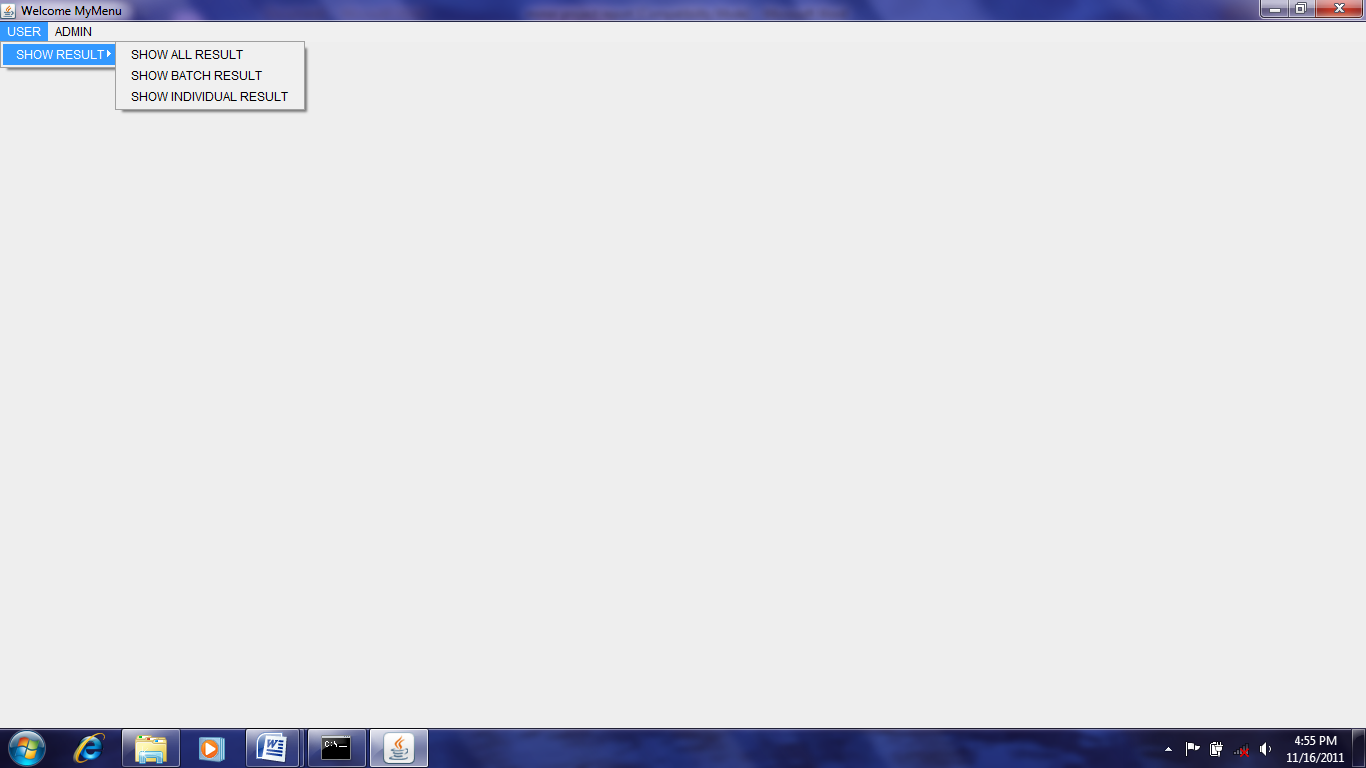 Welcome MyMenu
USER ADMIN
SHOW RESULT
SHOW ALL RESULT
SHOW BATCH RESULT
SHOW INDIVIDUAL RESULT
C:\
4:55 PM
11/16/2011